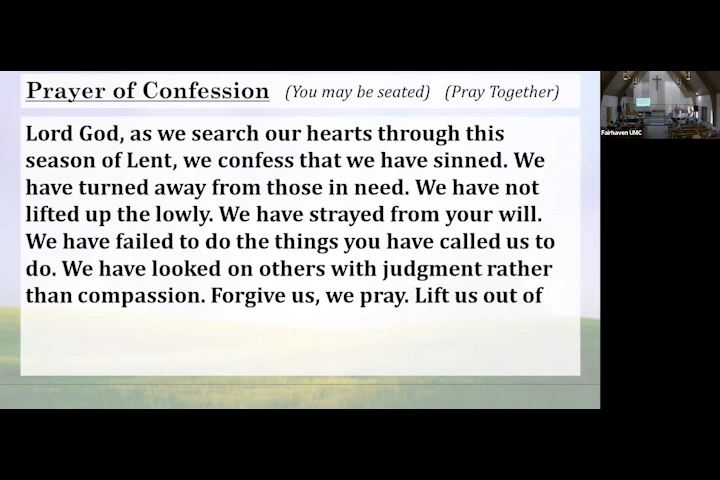 Prayer of Confession (You may be seated) (Pray Together)
Lord God, as we search our hearts through this
season of Lent, we confess that we have sinned. We
have turned away from those in need. We have not
lifted up the lowly. We have strayed from your will.
We have failed to do the things you have called us to
do. We have looked on others with judgment rather
than compassion. Forgive us, we pray. Lift us out of
Fairhaven UMC